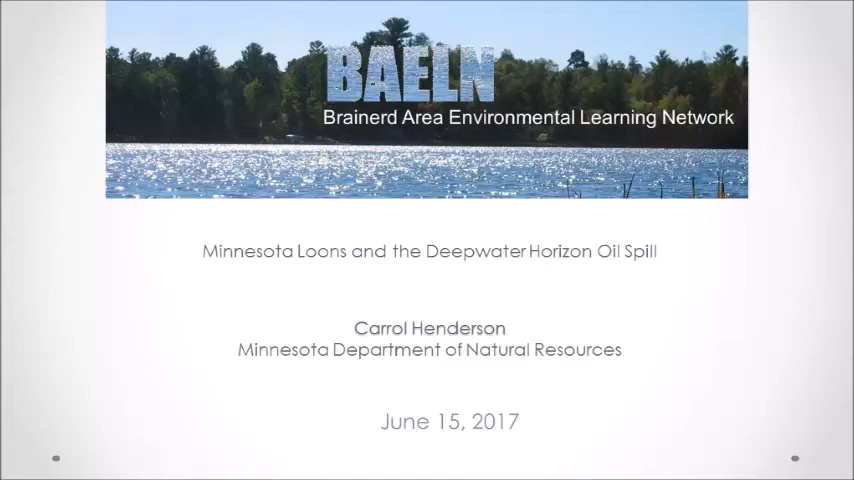 BAELN
Brainerd Area Environmental Learning Network
Minnesota Loons and the Deepwater Horizon Oil Spill
Carrol Henderson
Minnesota Department of Natural Resources
June 15, 2017